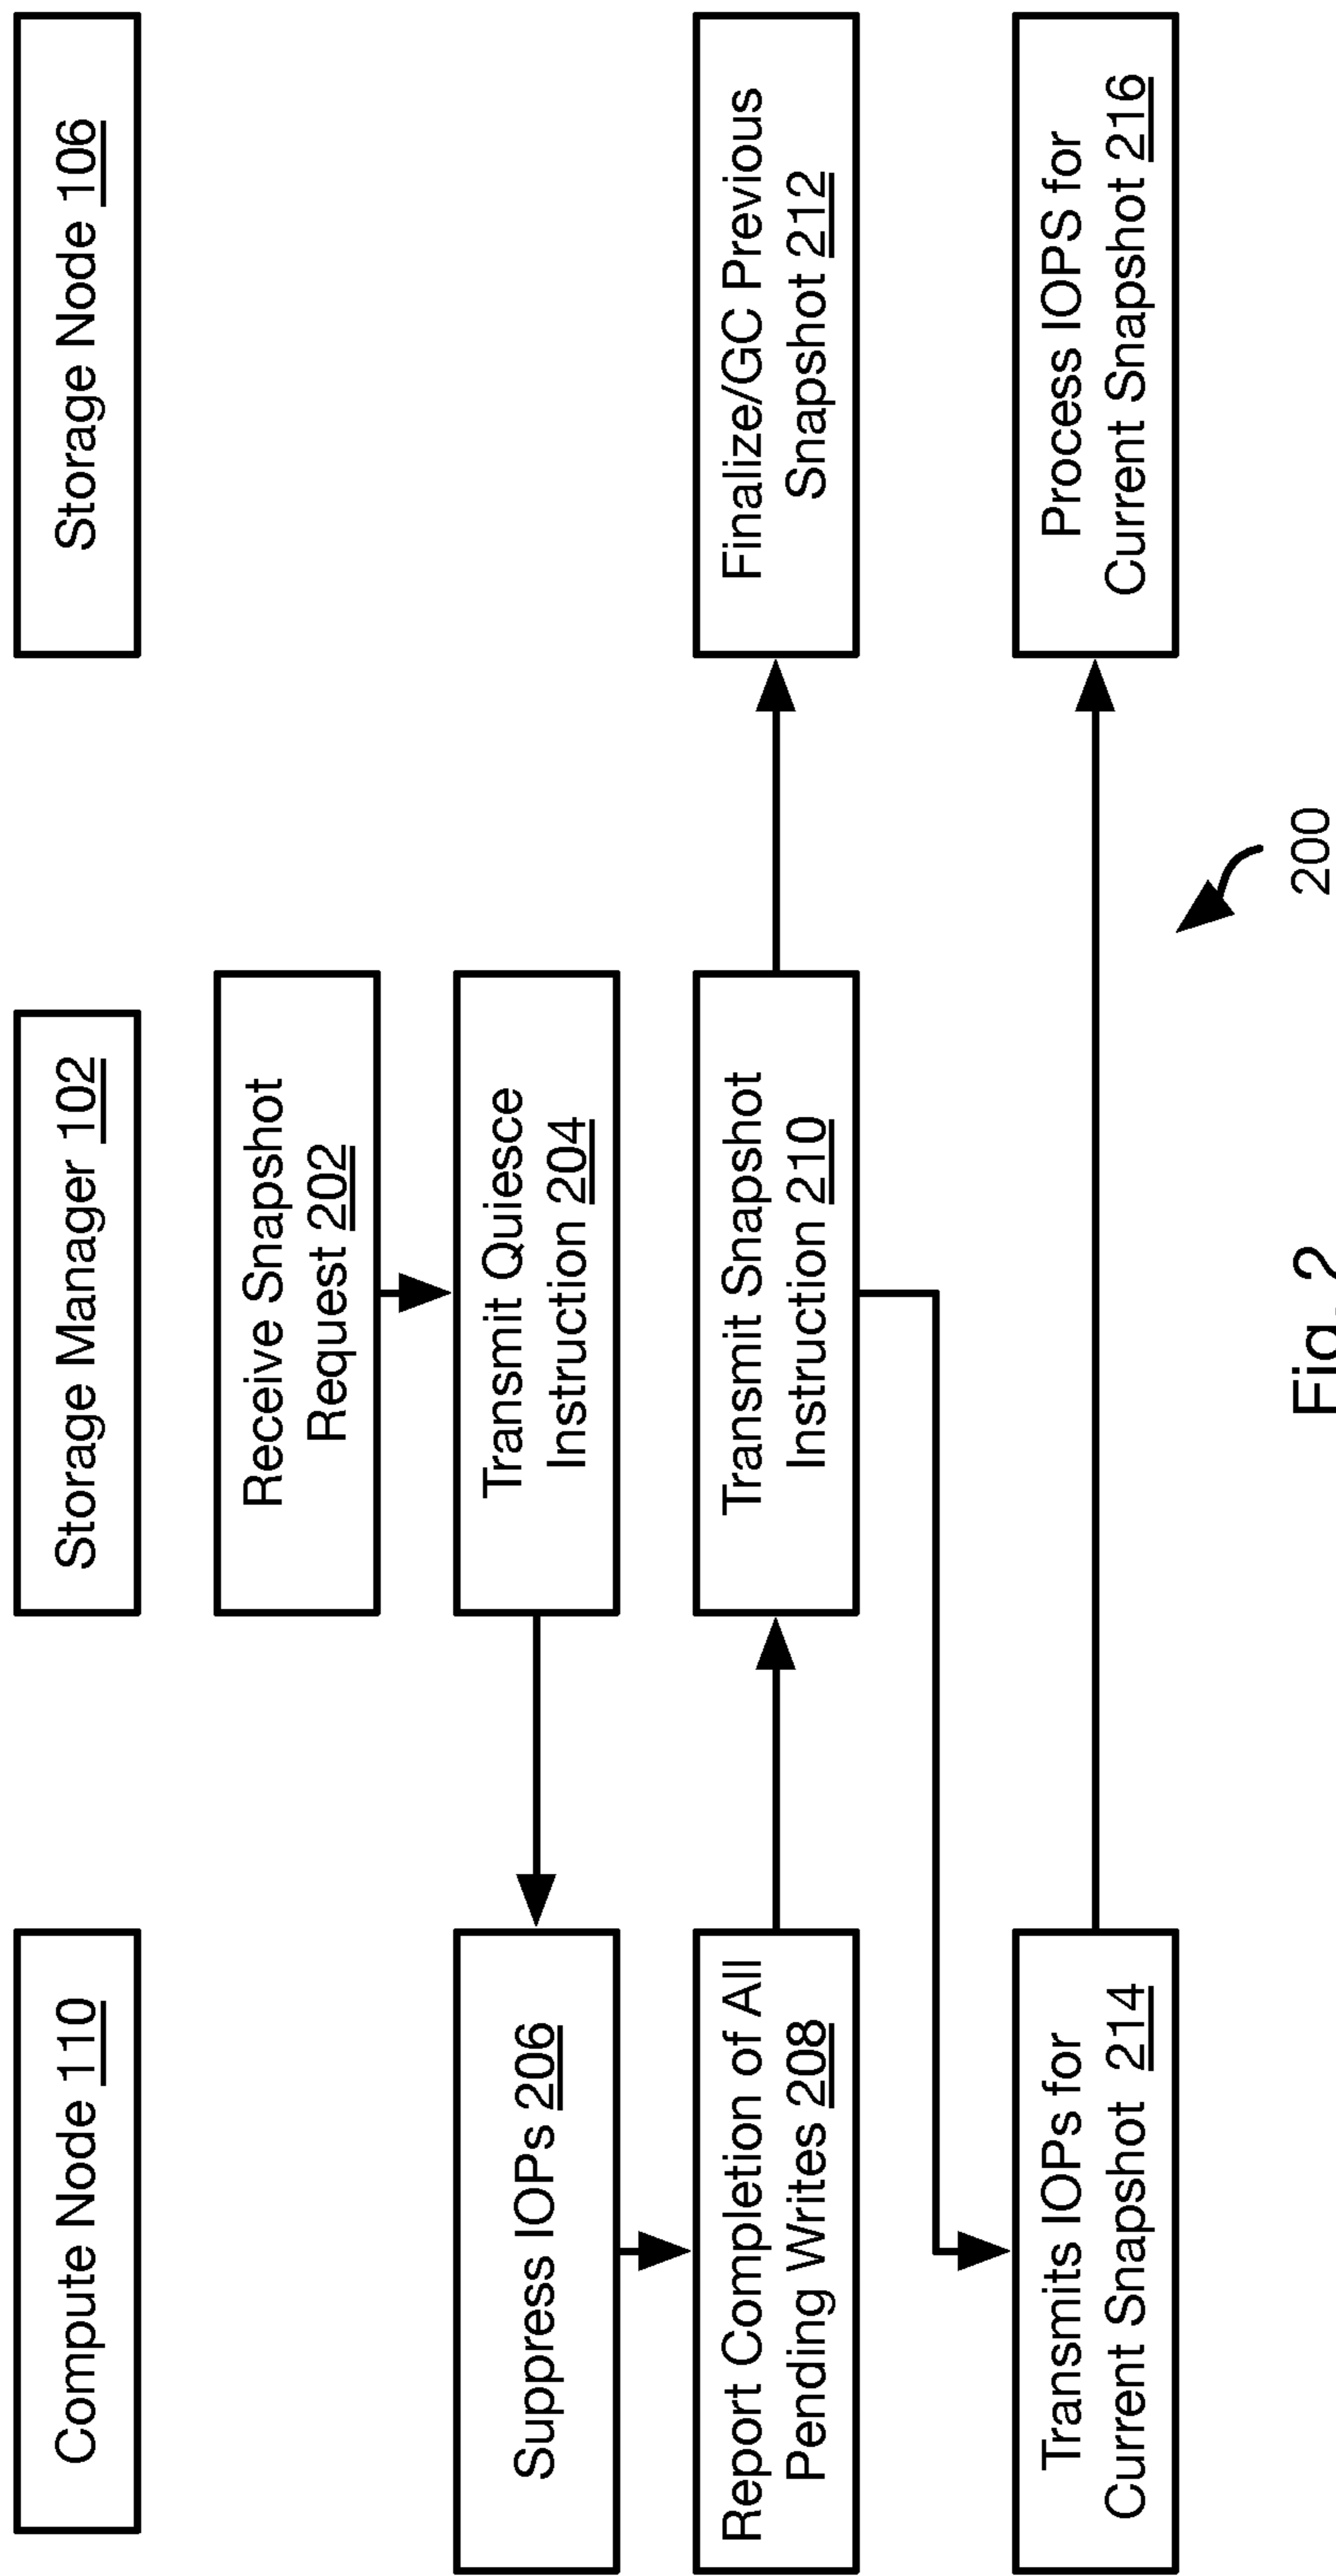 Compute Node 110
Storage Manager 102
Storage Node 106
Receive Snapshot
Request 202
Transmit Quiesce
Instruction 204
Suppress IOPs 206
Report Completion of All
Pending Writes 208
Transmit Snapshot
Instruction 210
Finalize/GC Previous
Snapshot 212
Transmits IOPs for
Current Snapshot 214
Process IOPS for
Current Snapshot 216
200
Fig. 2